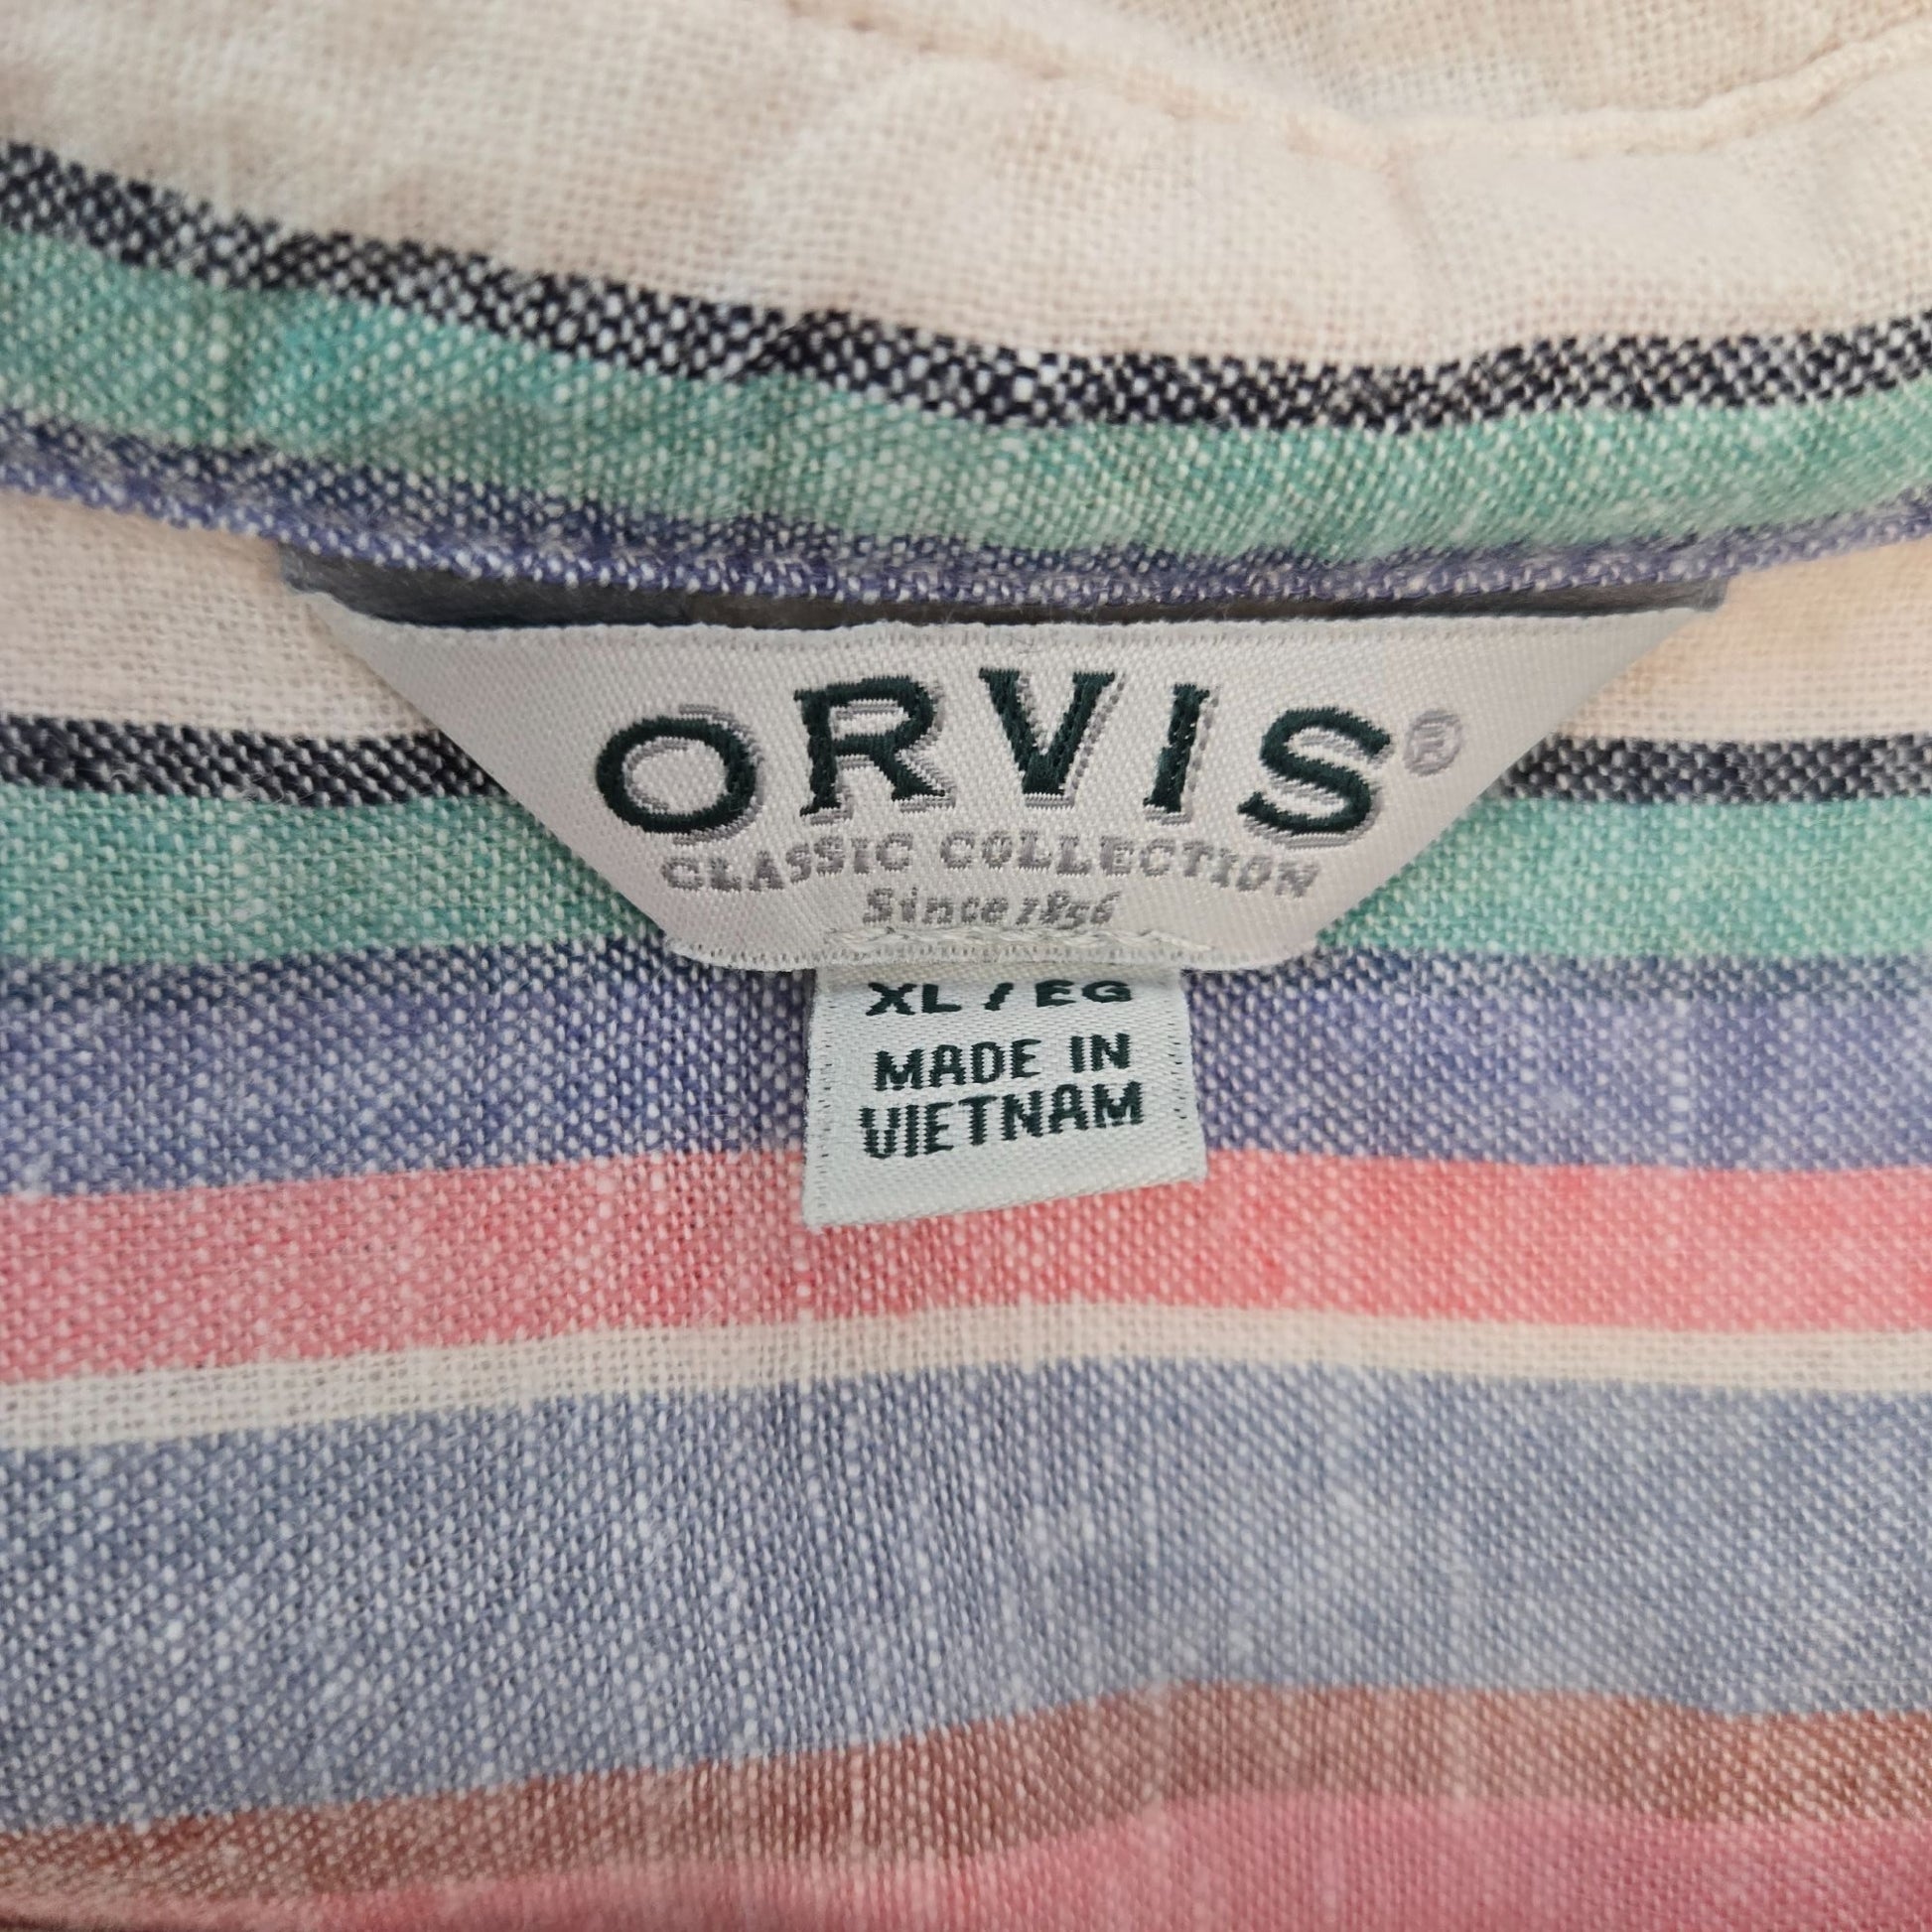 ORVIS®
CLASSIC COLLECTION
Since 1856
XL / EG
MADE IN
VIETNAM